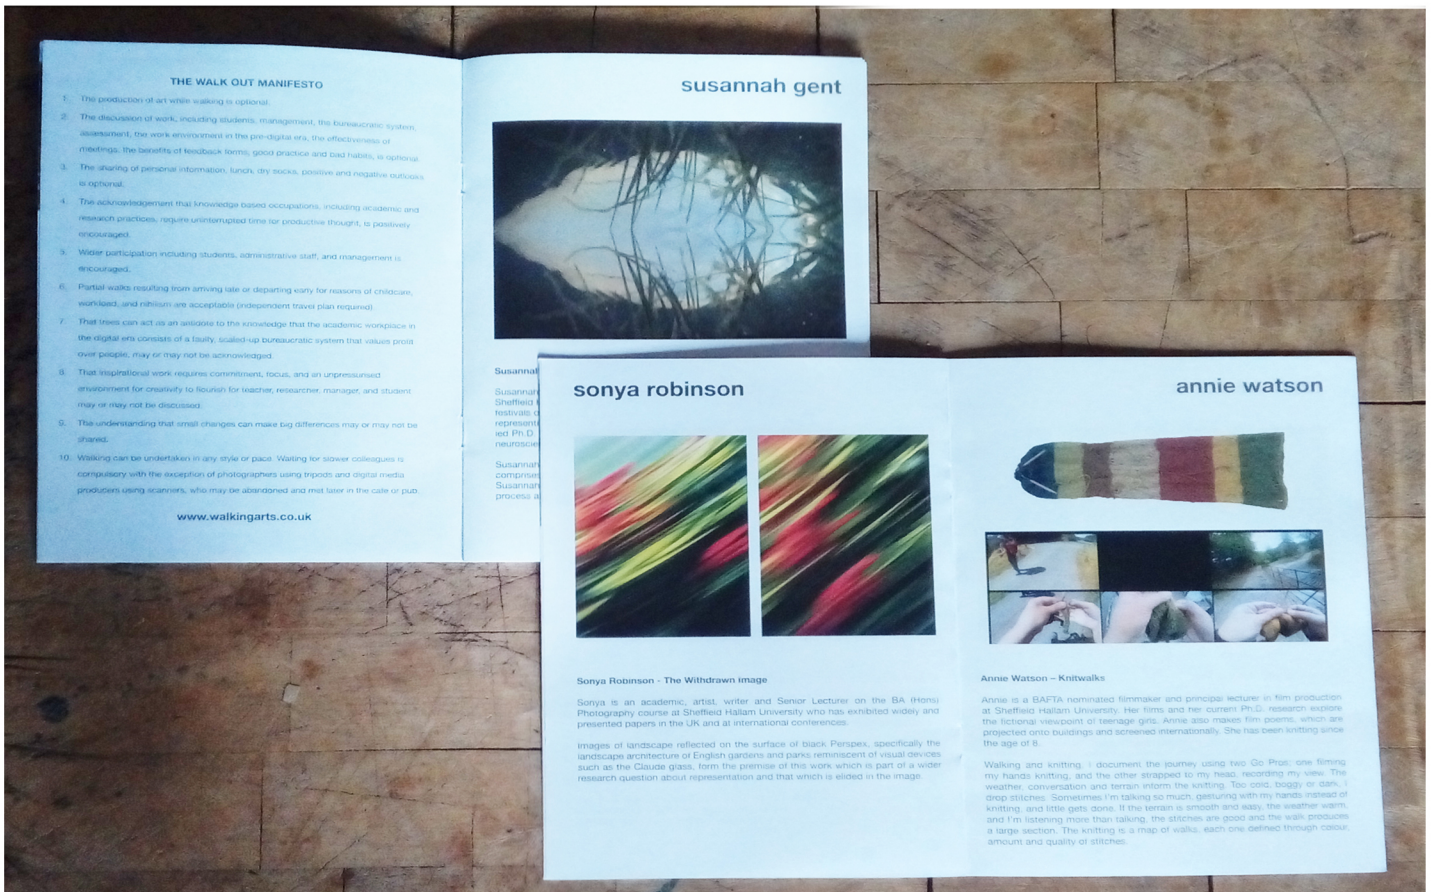 THE WALK OUT MANIFESTO
1. The production of art while walking is optional.
2. The discussion of work, including students, management, the bureaucratic system,
assessment, the work environment in the pre-digital era, the effectiveness of
meetings, the benefits of feedback forms, good practice and bad habits, is optional.
3. The sharing of personal information, lunch, dry socks, positive and negative outlooks
is optional.
4. The acknowledgement that knowledge based occupations, including academic and
research practices, require uninterrupted time for productive thought, is positively
encouraged.
5. Wider participation including students, administrative staff, and management is
encouraged.
6. Partial walks resulting from arriving late or departing early for reasons of childcare,
workload, and nihilism are acceptable (independent travel plan required).
7. That trees can act as an antidote to the knowledge that the academic workplace in
the digital era consists of a faulty, scaled-up bureaucratic system that values profit
over people, may or may not be acknowledged.
8. That inspirational work requires commitment, focus, and an unpressurised
environment for creativity to flourish for teacher, researcher, manager, and student
may or may not be discussed.
9. The understanding that small changes can make big differences may or may not be
shared.
10. Walking can be undertaken in any style or pace. Waiting for slower colleagues is
compulsory with the exception of photographers using tripods and digital media
producers using scanners, who may be abandoned and met later in the cafe or pub.
www.walkingarts.co.uk
susannah gent
Susannah
Susannah
Sheffield
festivals
represent
ied Ph.D
neuroscie
Susannah
comprise
Susannah
process a
sonya robinson
Sonya Robinson - The Withdrawn Image
Sonya is an academic, artist, writer and Senior Lecturer on the BA (Hons)
Photography course at Sheffield Hallam University who has exhibited widely and
presented papers in the UK and at international conferences.
Images of landscape reflected on the surface of black Perspex, specifically the
landscape architecture of English gardens and parks reminiscent of visual devices
such as the Claude glass, form the premise of this work which is part of a wider
research question about representation and that which is elided in the image.
annie watson
Annie Watson – Knitwalks
Annie is a BAFTA nominated filmmaker and principal lecturer in film production
at Sheffield Hallam University. Her films and her current Ph.D. research explore
the fictional viewpoint of teenage girls. Annie also makes film poems, which are
projected onto buildings and screened internationally. She has been knitting since
the age of 8.
Walking and knitting, I document the journey using two Go Pros; one filming
my hands knitting, and the other strapped to my head, recording my view. The
weather, conversation and terrain inform the knitting. Too cold, boggy or dark, I
drop stitches. Sometimes I'm talking so much, gesturing with my hands instead of
knitting, and little gets done. If the terrain is smooth and easy, the weather warm,
and I'm listening more than talking, the stitches are good and the walk produces
a large section. The knitting is a map of walks, each one defined through colour,
amount and quality of stitches.